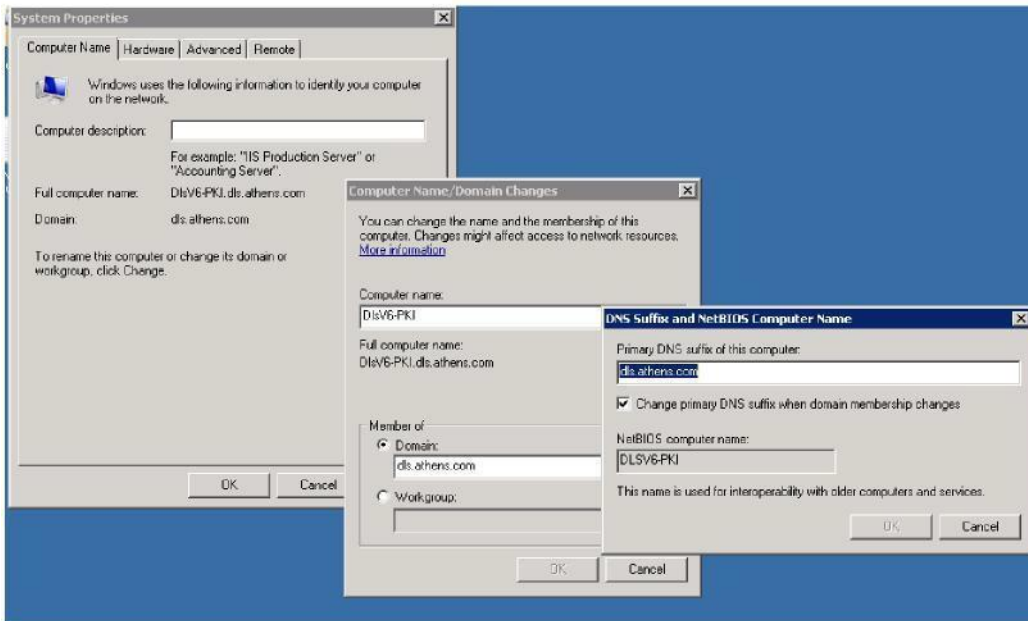 System Properties
Computer Name
Hardware
Advanced
Remote
Windows uses the following information to identify your computer
on the network.
Computer description:
For example: "IIS Production Server" or
"Accounting Server".
Full computer name:
DlsV6-PKI.dls.athens.com
Domain:
dls.athens.com
To rename this computer or change its domain or
workgroup, click Change.
OK
Cancel
Computer Name/Domain Changes
You can change the name and the membership of this
computer. Changes might affect access to network resources.
More information
Computer name:
DlsV6-PKI
Full computer name:
DlsV6-PKI.dls.athens.com
Member of
Domain:
dls.athens.com
Workgroup:
OK
Cancel
DNS Suffix and NetBIOS Computer Name
Primary DNS suffix of this computer:
dls.athens.com
Change primary DNS suffix when domain membership changes
NetBIOS computer name:
DLSV6-PKI
This name is used for interoperability with older computers and services.
OK
Cancel